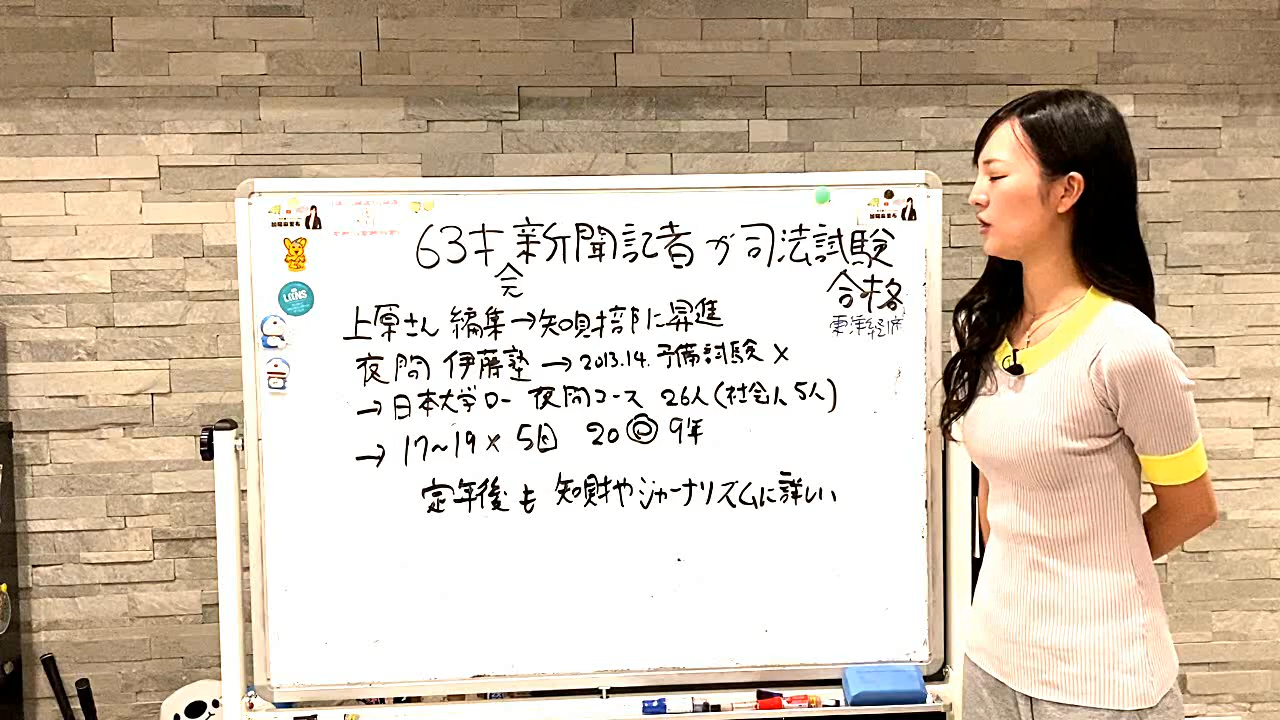 63才新聞記者が司法試験
元
合格
東洋経済
上原さん 編集→知財部に昇進
夜間 伊藤塾→2013.14.予備試験×
→日本大学ロー 夜間コース 26人(社会人5人)
→17~19× 5回 20◎ 9年
定年後も 知財やジャーナリズムに詳しい